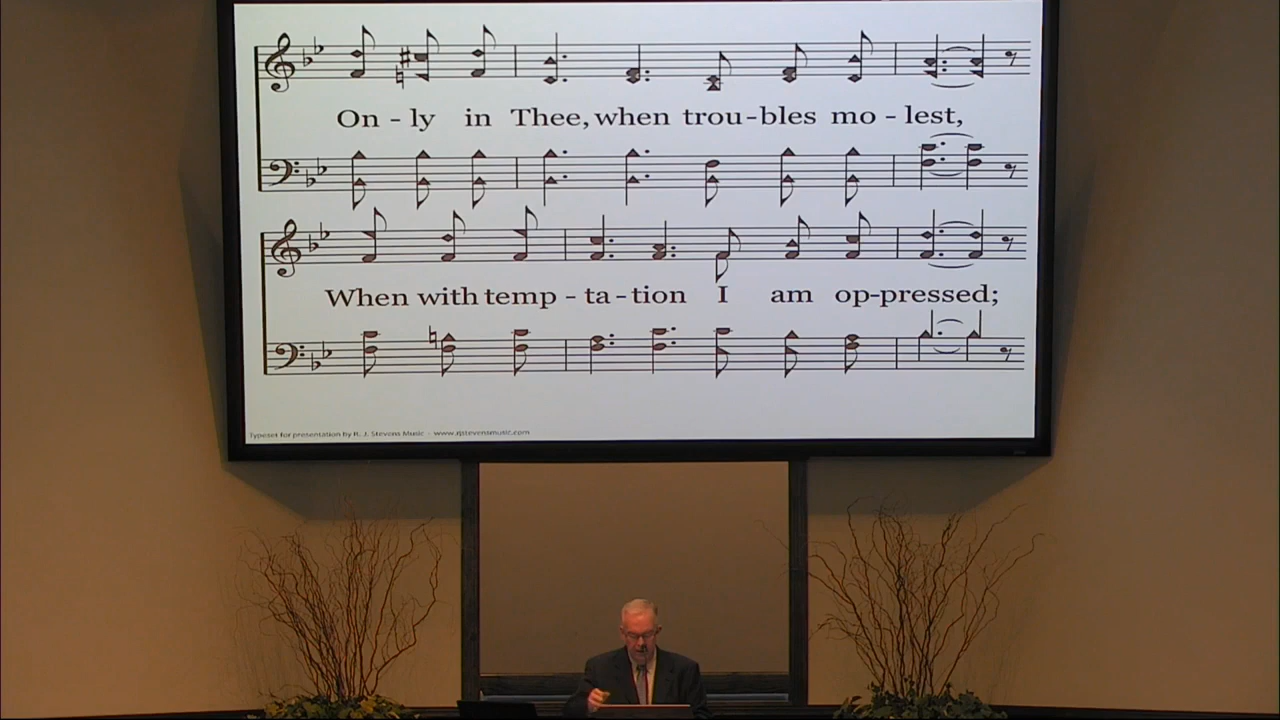 On - ly in Thee, when trou - bles mo - lest,
When with temp - ta - tion I am op - pressed;
Typeset for presentation by R. J. Stevens Music - www.rjstevensmusic.com